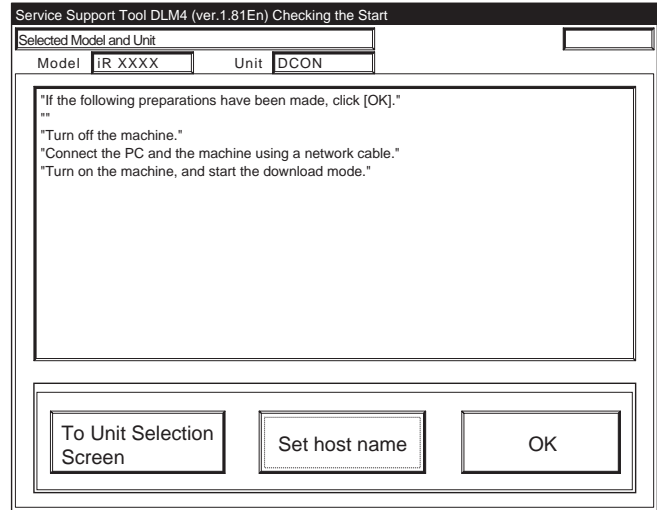 Service Support Tool DLM4 (ver.1.81En) Checking the Start
Selected Model and Unit
Model iR XXXX Unit DCON
"If the following preparations have been made, click [OK]."
""
"Turn off the machine."
"Connect the PC and the machine using a network cable."
"Turn on the machine, and start the download mode."
To Unit Selection
Screen
Set host name
OK